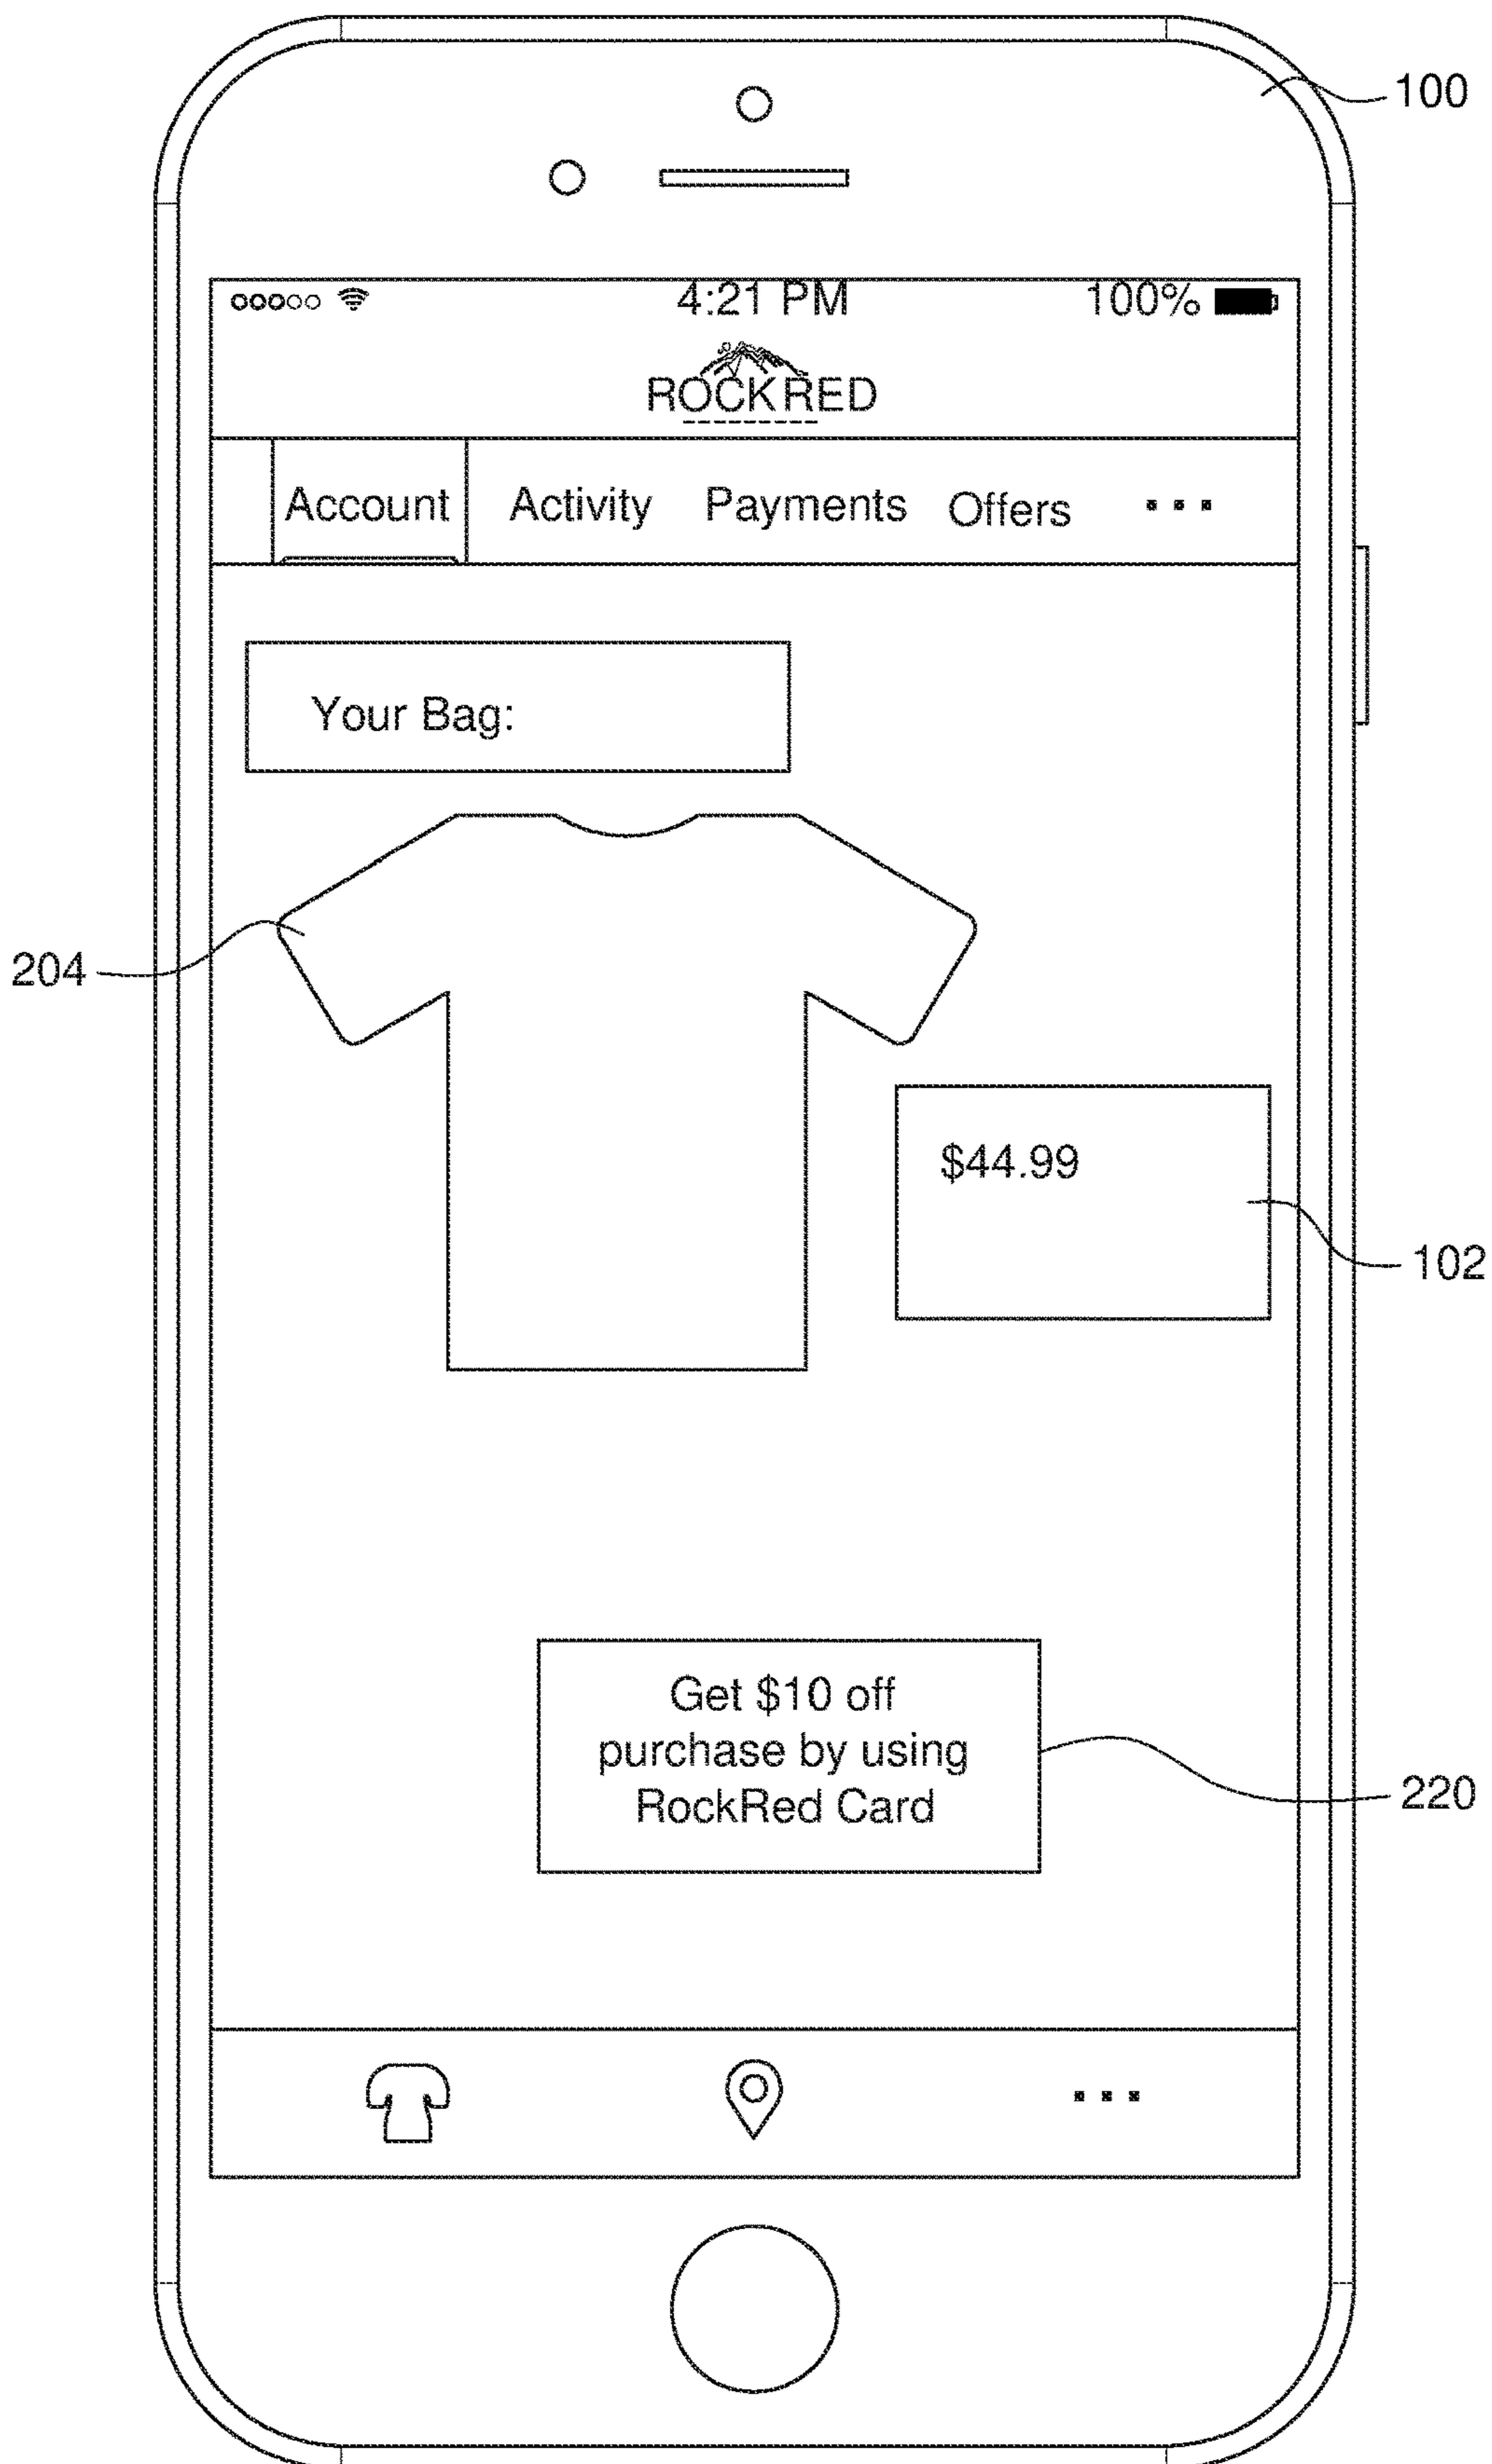 100
4:21 PM 100%
ROCKRED
Account Activity Payments Offers ...
Your Bag:
204
$44.99
102
Get $10 off
purchase by using
RockRed Card
220
...